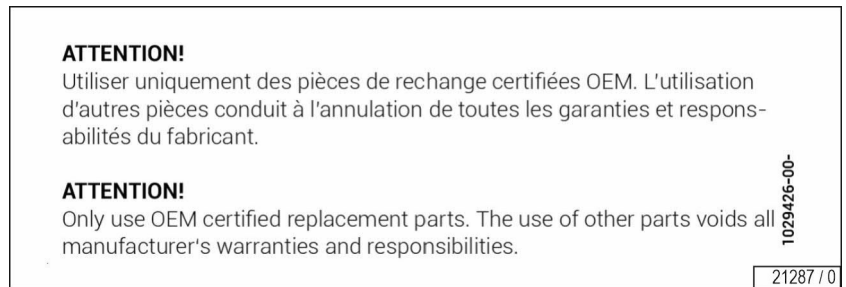 ATTENTION!
Utiliser uniquement des pièces de rechange certifiées OEM. L'utilisation
d'autres pièces conduit à l'annulation de toutes les garanties et respons-
abilités du fabricant.
ATTENTION!
Only use OEM certified replacement parts. The use of other parts voids all
manufacturer's warranties and responsibilities.
1029426-00-
21287 / 0